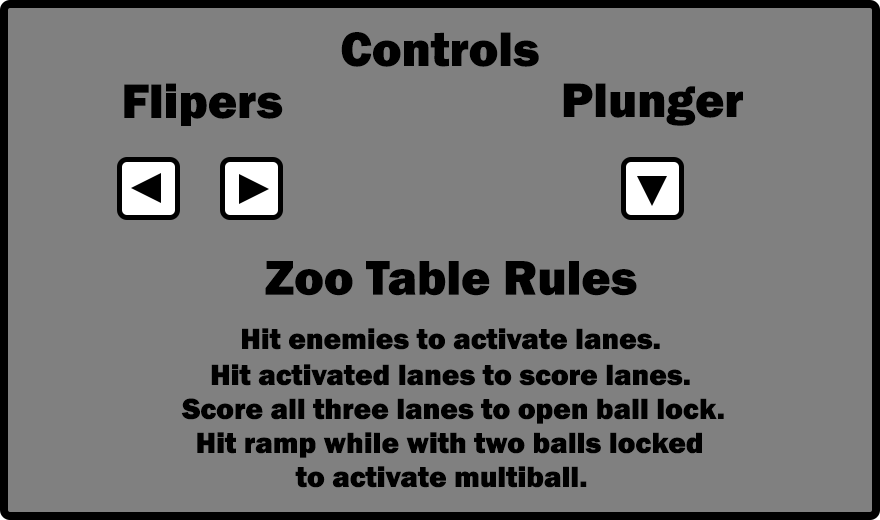 Controls
Flipers
Plunger
Zoo Table Rules
Hit enemies to activate lanes.
Hit activated lanes to score lanes.
Score all three lanes to open ball lock.
Hit ramp while with two balls locked
to activate multiball.